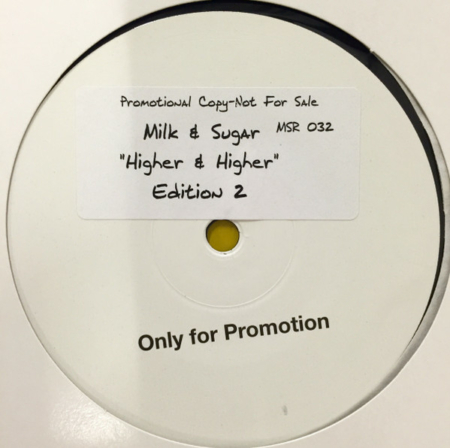 Promotional Copy-Not For Sale
Milk & Sugar MSR 032
"Higher & Higher"
Edition 2
Only for Promotion